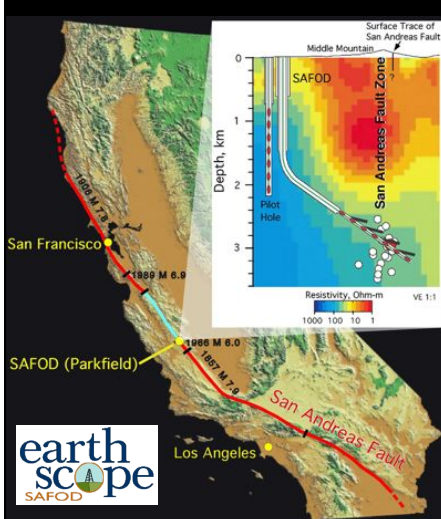 Surface Trace of
San Andreas Fault
Middle Mountain
0
SAFOD
?
San Andreas Fault Zone
1
Depth, km
2
Pilot
Hole
3
Resistivity, Ohm-m
VE 1:1
1000 100 10 1
1906 M 7.8
San Francisco
1989 M 6.9
1966 M 6.0
SAFOD (Parkfield)
1857 M 7.9
San Andreas Fault
Los Angeles
earth
scope
SAFOD